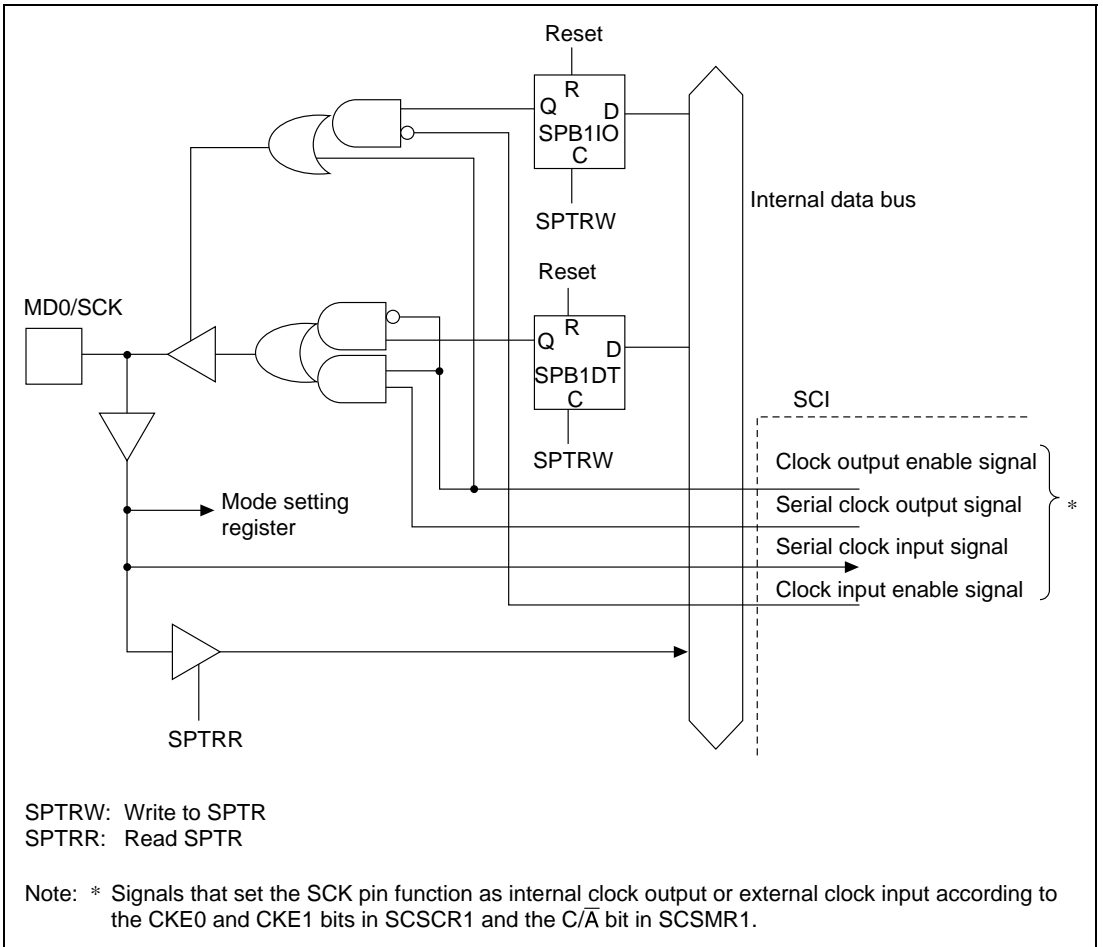 Reset
R
Q
D
SPB1IO
C
SPTRW
Internal data bus
Reset
MD0/SCK
R
Q
D
SPB1DT
C
SPTRW
SCI
Clock output enable signal
Serial clock output signal
Serial clock input signal
Clock input enable signal
*
Mode setting
register
SPTRR
SPTRW: Write to SPTR
SPTRR: Read SPTR
Note: * Signals that set the SCK pin function as internal clock output or external clock input according to
the CKE0 and CKE1 bits in SCSCR1 and the C/A̅ bit in SCSMR1.